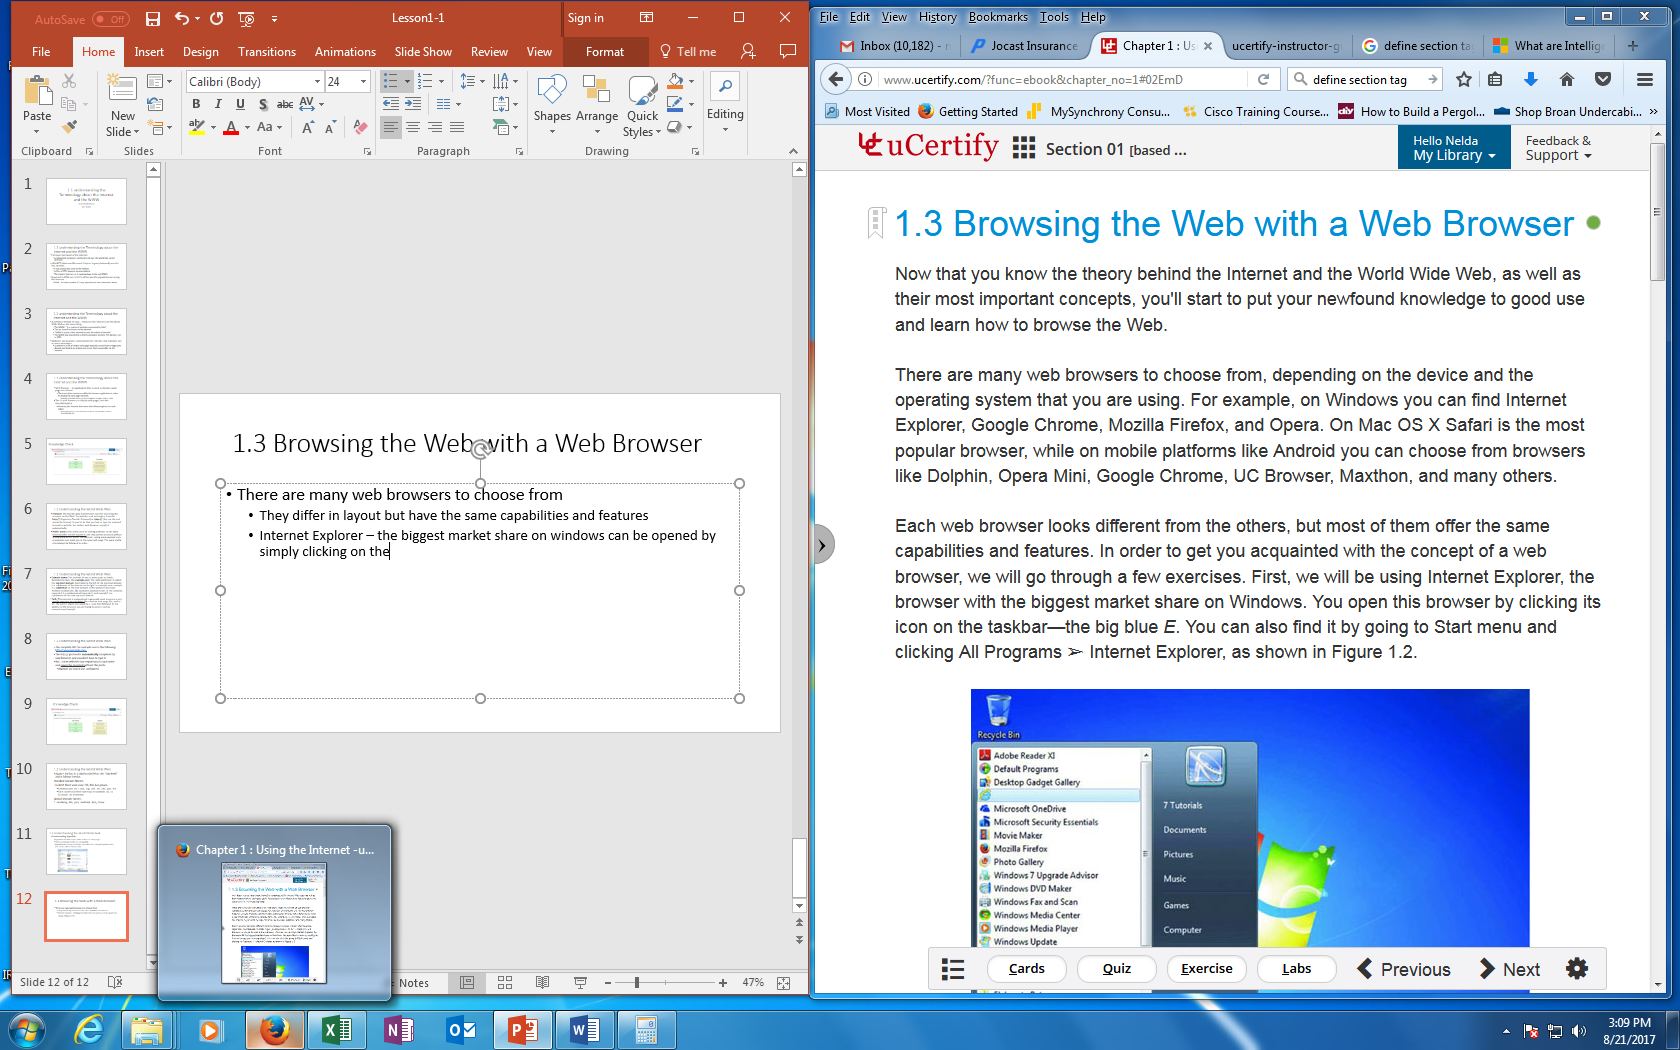 AutoSave Off
Lesson1-1
Sign in
File Home Insert Design Transitions Animations Slide Show Review View Format Tell me
Paste
New
Slide
Calibri (Body) 24
B I U S abc AV
Aa A A
Shapes Arrange Quick
Styles
Editing
Clipboard Slides Font Paragraph Drawing
1
2
3
4
5
6
7
8
9
10
11
12
1.3 Browsing the Web with a Web Browser
• There are many web browsers to choose from
• They differ in layout but have the same capabilities and features
• Internet Explorer – the biggest market share on windows can be opened by
simply clicking on the
Chapter 1 : Using the Internet -u...
Slide 12 of 12
Notes
47%
File Edit View History Bookmarks Tools Help
Inbox (10,182) -
Jocast Insurance
Chapter 1 : Us
ucertify-instructor-g
define section ta
What are Intellig
www.ucertify.com/?func=ebook&chapter_no=1#02EmD
define section tag
Most Visited Getting Started MySynchrony Consu... Cisco Training Course... How to Build a Pergol... Shop Broan Undercabi... »
uCertify
Section 01 [based ...
Hello Nelda
My Library
Feedback &
Support
1.3 Browsing the Web with a Web Browser
Now that you know the theory behind the Internet and the World Wide Web, as well as
their most important concepts, you'll start to put your newfound knowledge to good use
and learn how to browse the Web.
There are many web browsers to choose from, depending on the device and the
operating system that you are using. For example, on Windows you can find Internet
Explorer, Google Chrome, Mozilla Firefox, and Opera. On Mac OS X Safari is the most
popular browser, while on mobile platforms like Android you can choose from browsers
like Dolphin, Opera Mini, Google Chrome, UC Browser, Maxthon, and many others.
Each web browser looks different from the others, but most of them offer the same
capabilities and features. In order to get you acquainted with the concept of a web
browser, we will go through a few exercises. First, we will be using Internet Explorer, the
browser with the biggest market share on Windows. You open this browser by clicking its
icon on the taskbar—the big blue E. You can also find it by going to Start menu and
clicking All Programs ➢ Internet Explorer, as shown in Figure 1.2.
Recycle Bin
Adobe Reader XI
Default Programs
Desktop Gadget Gallery
Microsoft OneDrive
Microsoft Security Essentials
Movie Maker
Mozilla Firefox
Photo Gallery
Windows 7 Upgrade Advisor
Windows DVD Maker
Windows Fax and Scan
Windows Media Center
Windows Media Player
Windows Update
7 Tutorials
Documents
Pictures
Music
Games
Computer
Cards Quiz Exercise Labs Previous Next
3:09 PM
8/21/2017